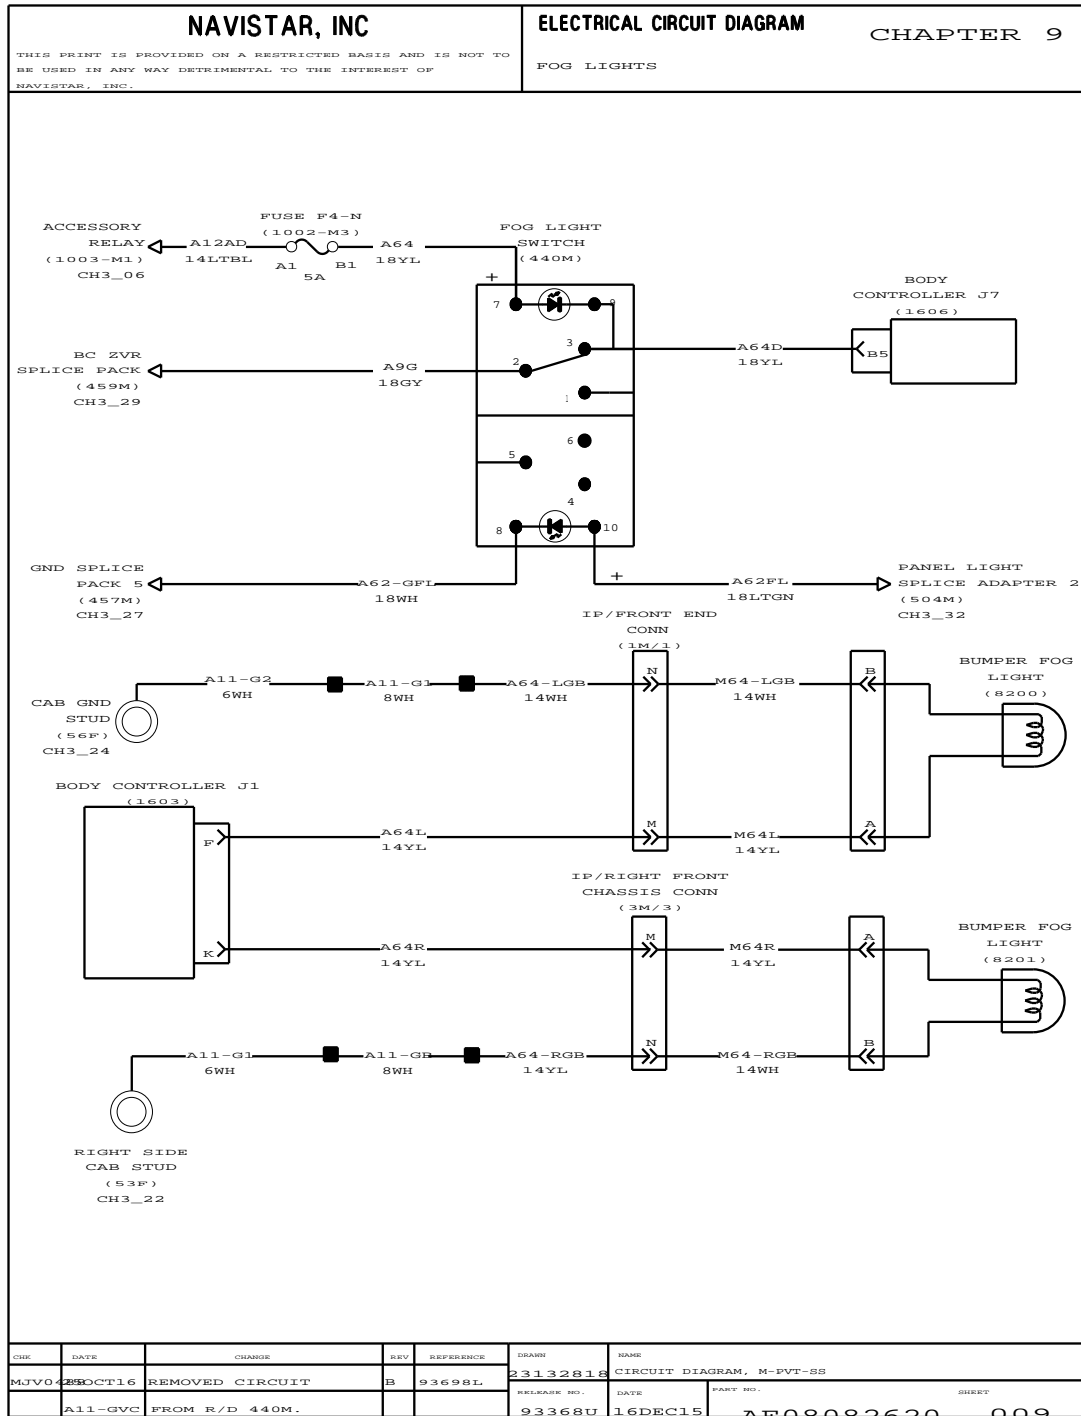 NAVISTAR, INC
THIS PRINT IS PROVIDED ON A RESTRICTED BASIS AND IS NOT TO
BE USED IN ANY WAY DETRIMENTAL TO THE INTEREST OF
NAVISTAR, INC.
ELECTRICAL CIRCUIT DIAGRAM
CHAPTER 9
FOG LIGHTS
ACCESSORY
RELAY
(1003-M1)
CH3_06
A12AD
14LTBL
FUSE F4-N
(1002-M3)
A1
B1
5A
A64
18YL
FOG LIGHT
SWITCH
(440M)
+
7
9
3
2
1
6
5
4
8
10
BODY
CONTROLLER J7
(1606)
A64D
18YL
B5
BC ZVR
SPLICE PACK
(459M)
CH3_29
A9G
18GY
GND SPLICE
PACK 5
(457M)
CH3_27
A62-GFL
18WH
+
A62FL
18LTGN
PANEL LIGHT
SPLICE ADAPTER 2
(504M)
CH3_32
IP/FRONT END
CONN
(1M/1)
CAB GND
STUD
(56F)
CH3_24
A11-G2
6WH
A11-G1
8WH
A64-LGB
14WH
N
M64-LGB
14WH
B
BUMPER FOG
LIGHT
(8200)
BODY CONTROLLER J1
(1603)
F
A64L
14YL
M
M64L
14YL
A
IP/RIGHT FRONT
CHASSIS CONN
(3M/3)
K
A64R
14YL
M
M64R
14YL
A
BUMPER FOG
LIGHT
(8201)
A11-G1
6WH
A11-GB
8WH
A64-RGB
14YL
N
M64-RGB
14WH
B
RIGHT SIDE
CAB STUD
(53F)
CH3_22
CHK DATE CHANGE REV REFERENCE
REMOVED CIRCUIT B 93698L
A11-GVC FROM R/D 440M.
DRAWN
23132818
NAME
CIRCUIT DIAGRAM, M-PVT-SS
RELEASE NO.
93368U
DATE
16DEC15
PART NO.
AF08082620
SHEET
009